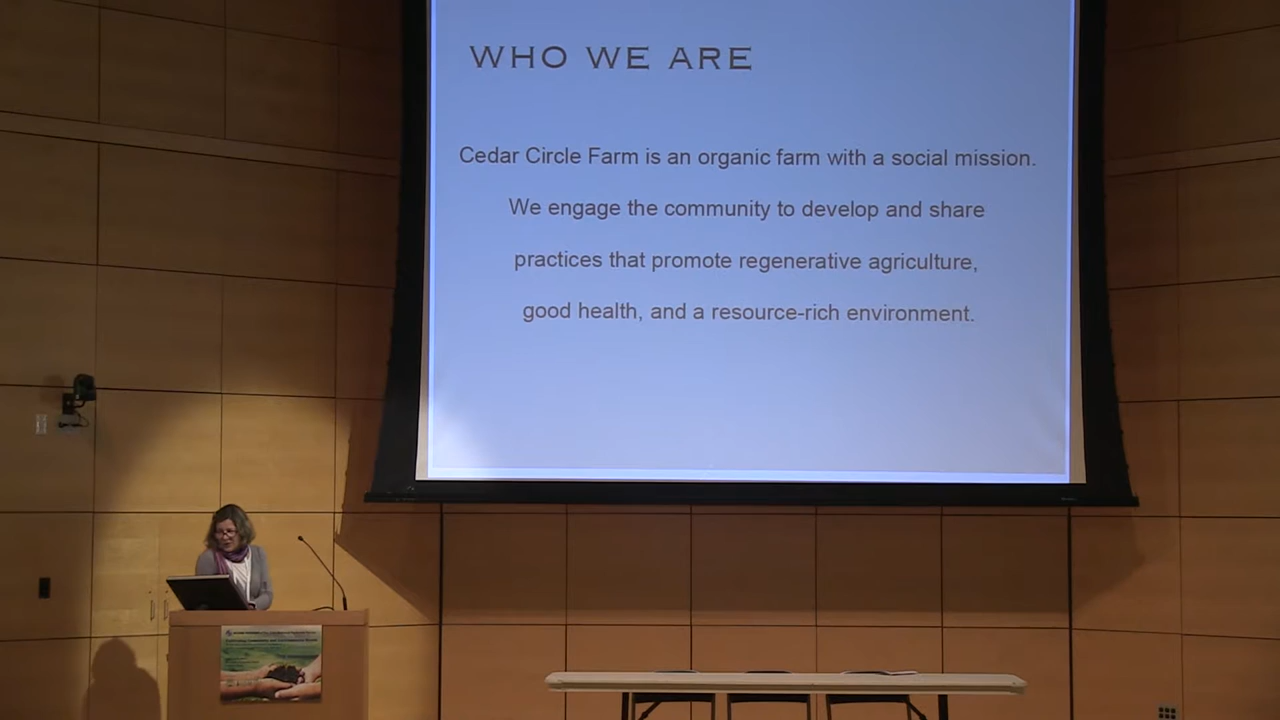 WHO WE ARE
Cedar Circle Farm is an organic farm with a social mission.
We engage the community to develop and share
practices that promote regenerative agriculture,
good health, and a resource-rich environment.